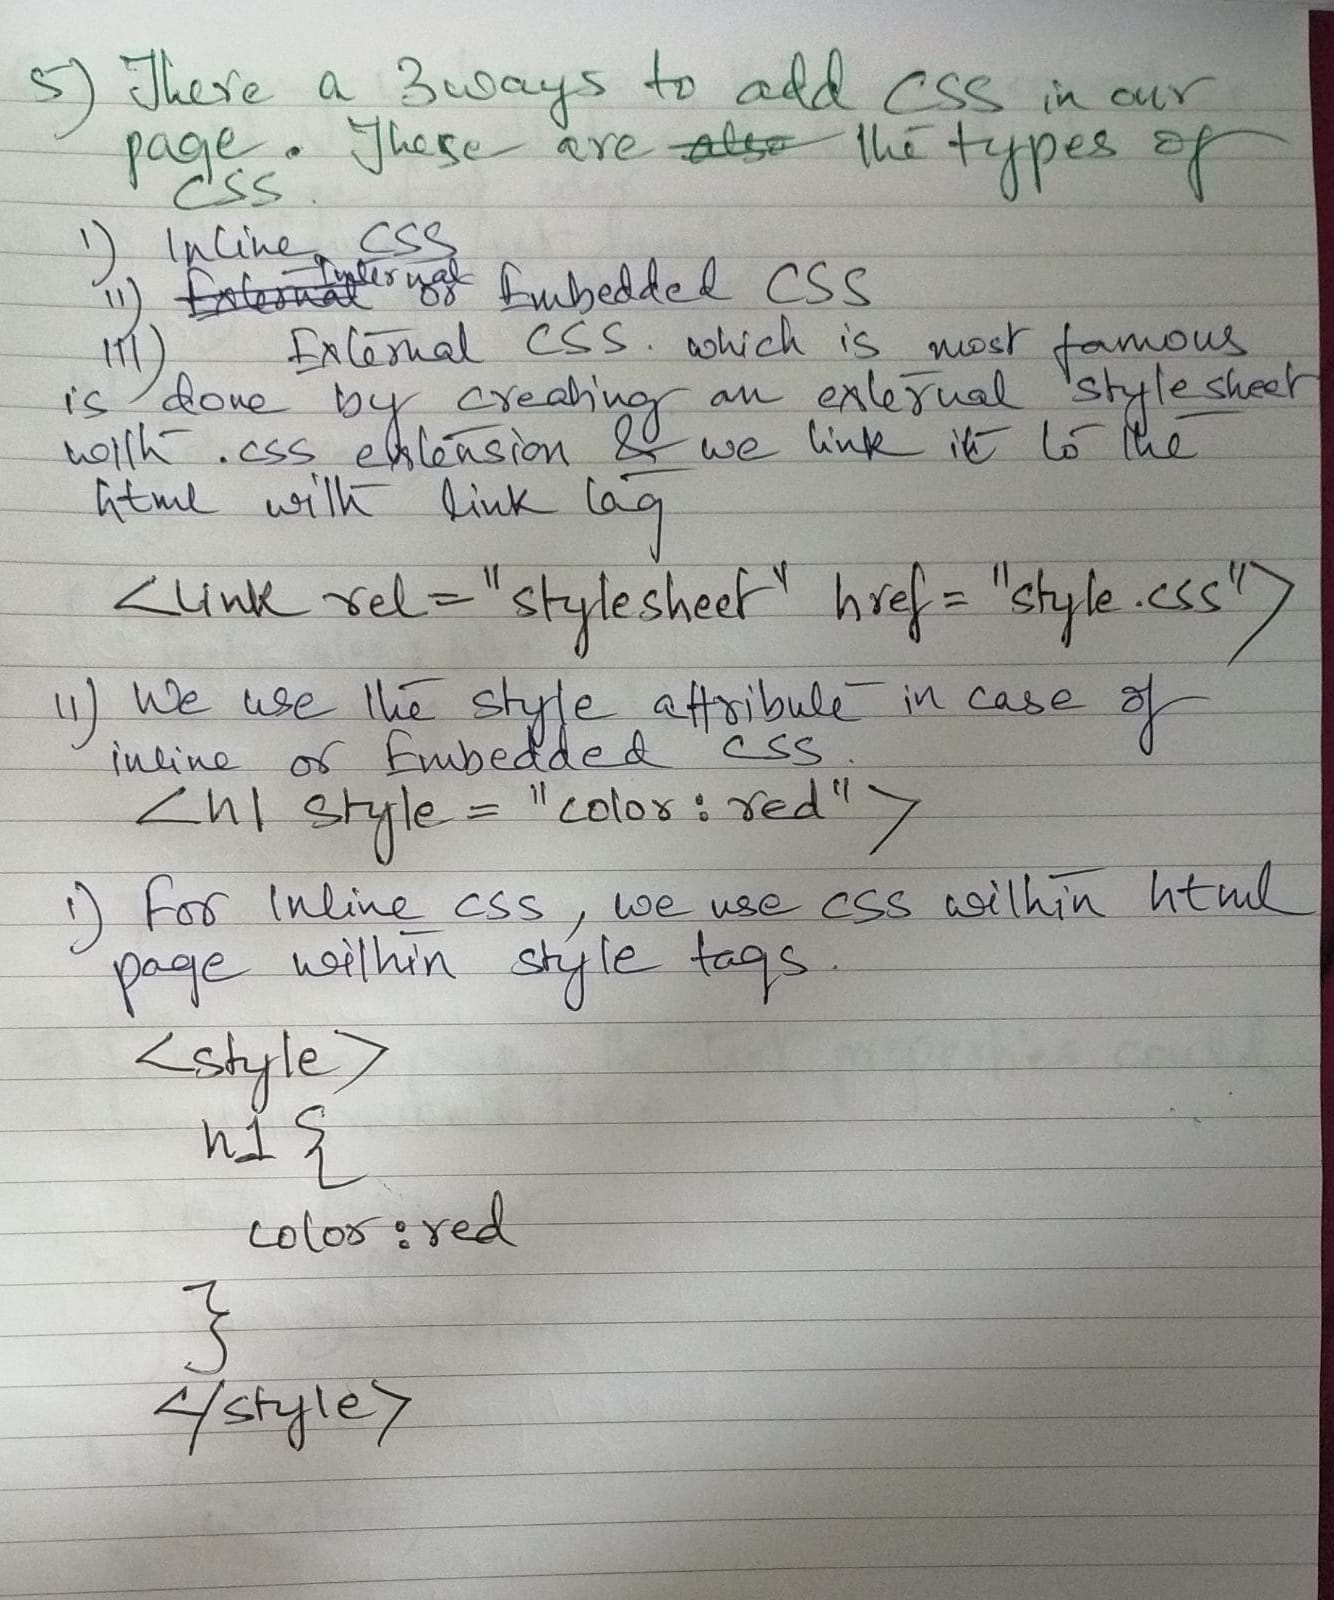 5) There a 3 ways to add CSS in our
page. These are also the types of
CSS.
i) Inline CSS
ii) External Internal or Embedded CSS
iii) External CSS. which is most famous
is done by creating an external stylesheet
with .css extension & we link it to the
html with link tag
<link rel="stylesheet" href="style.css">
ii) We use the style attribute in case of
inline or Embedded CSS.
<h1 style="color:red">
i) For Inline css, we use css within html
page within style tags.
<style>
h1 {
color:red
}
</style>